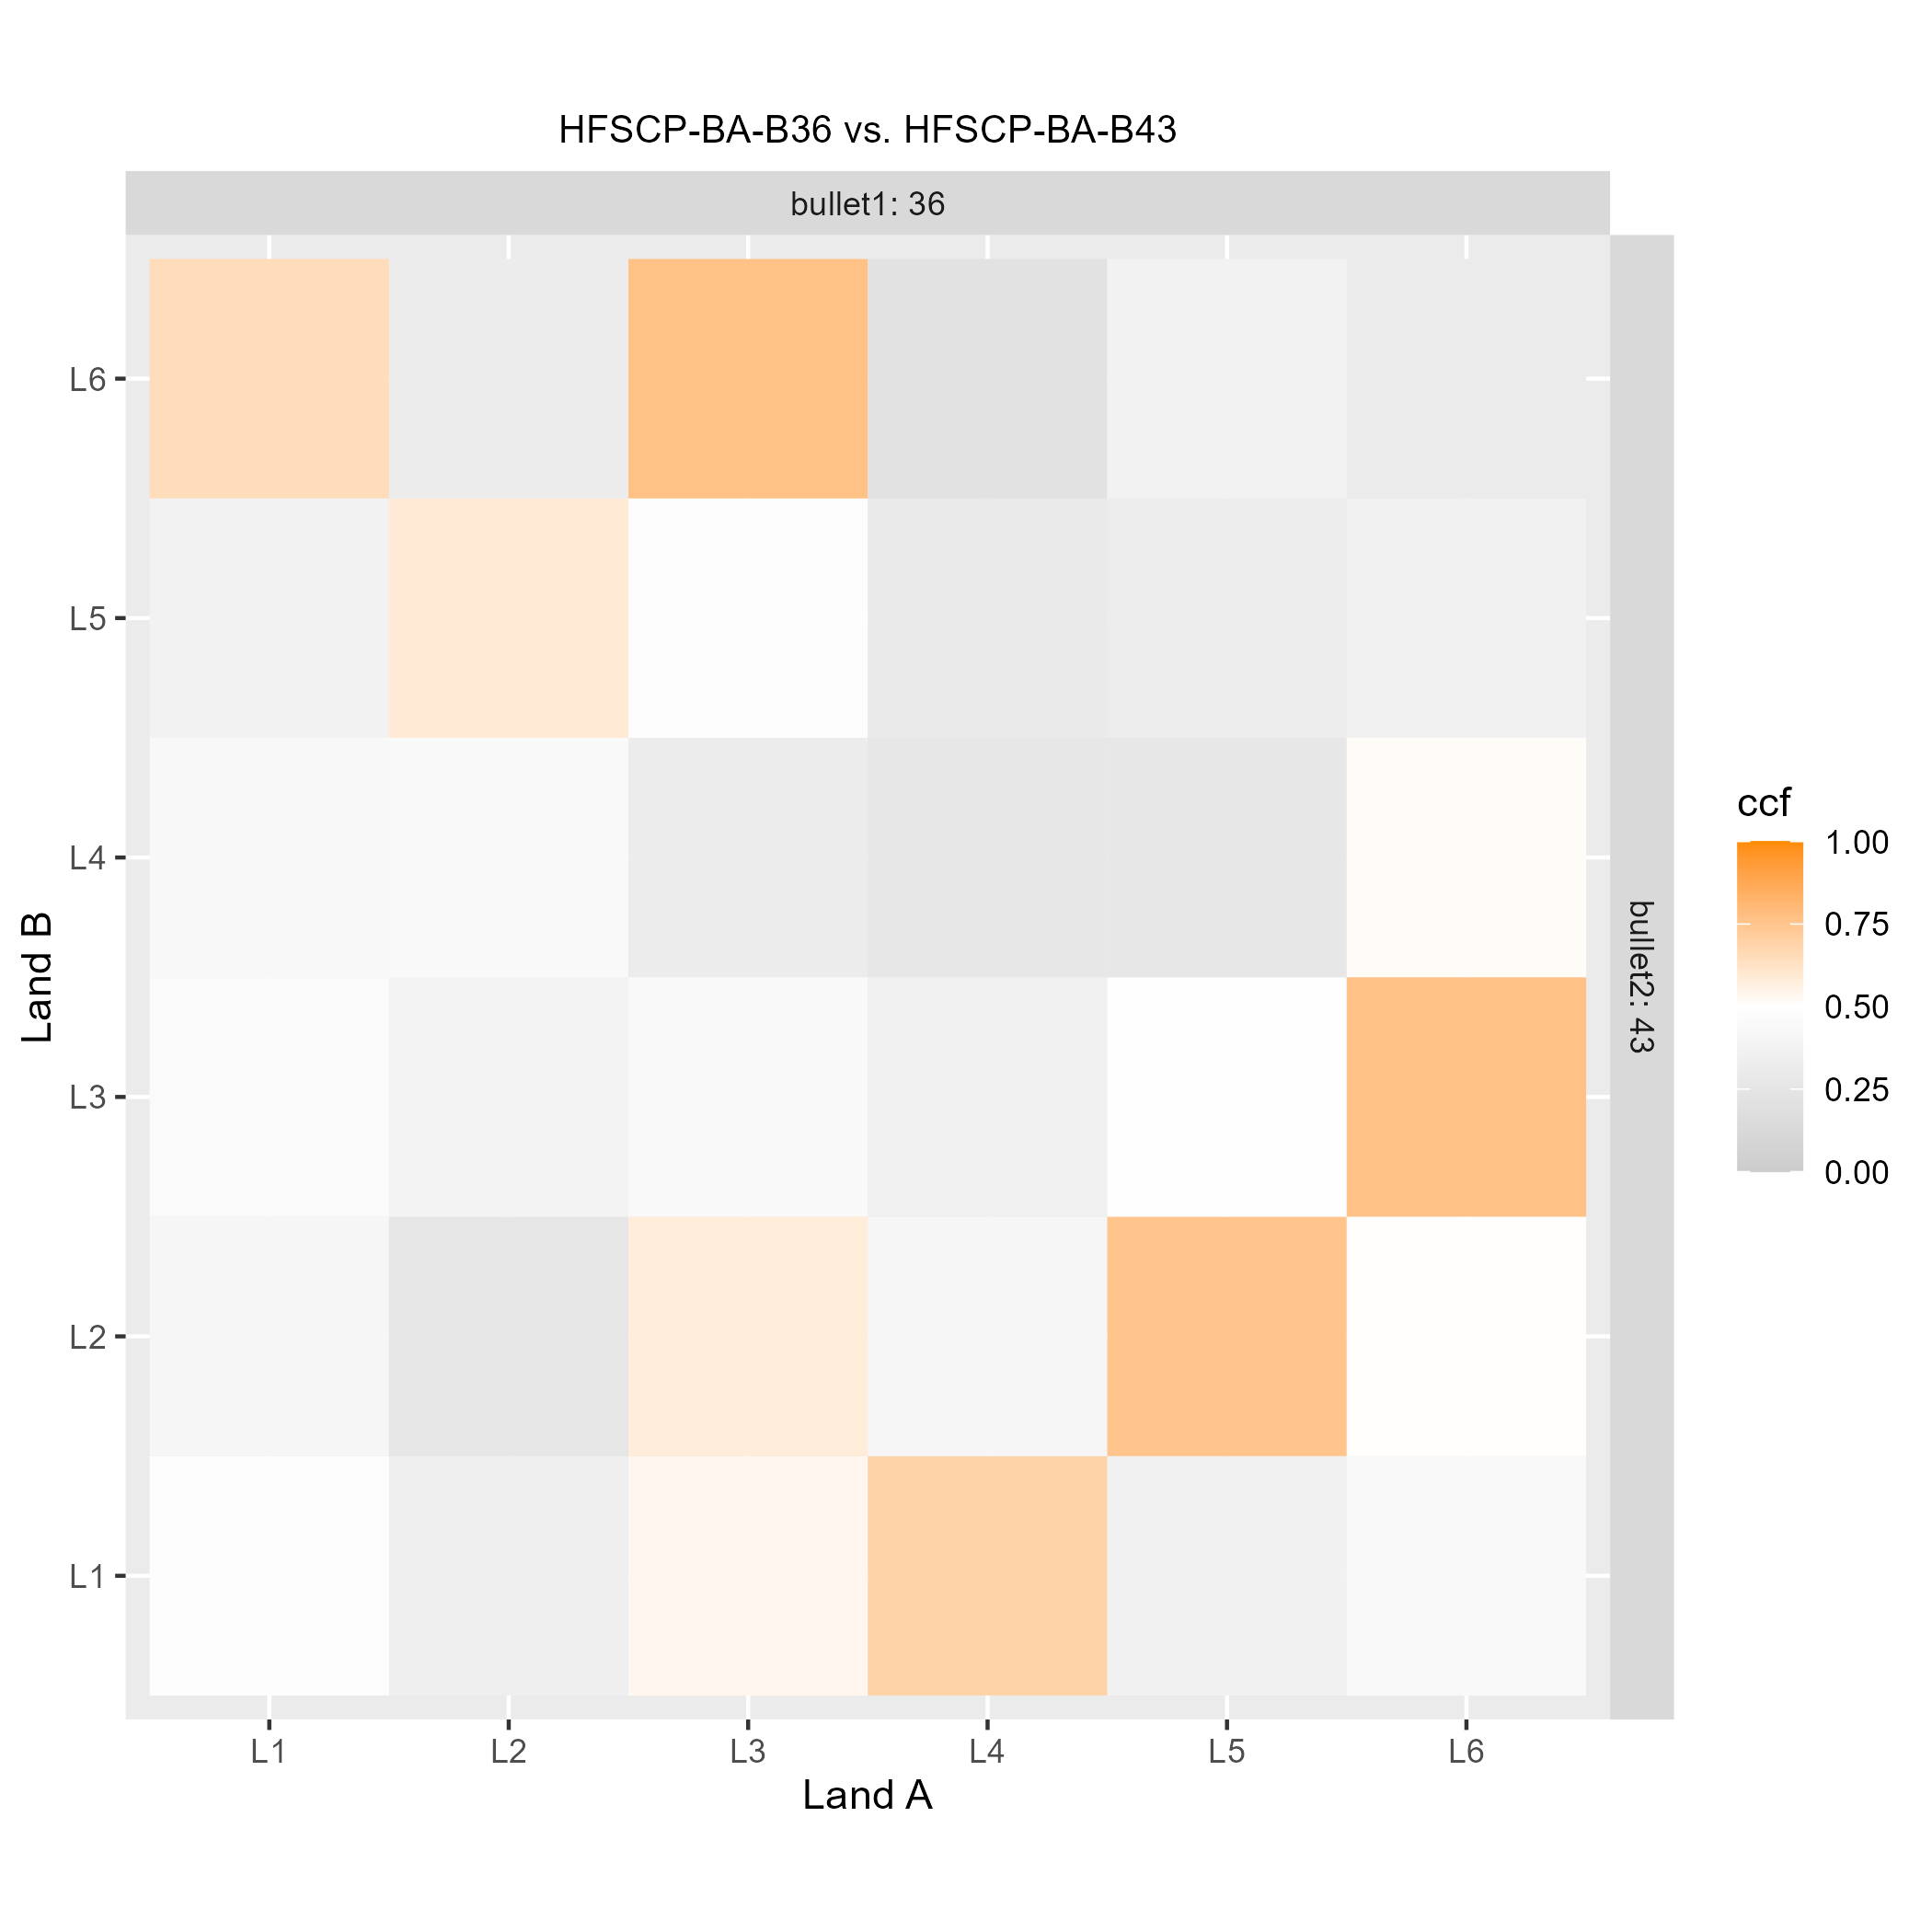 HFSCP-BA-B36 vs. HFSCP-BA-B43
bullet1: 36
L6
L5
L4
L3
L2
L1
Land B
bullet2: 43
ccf
1.00
0.75
0.50
0.25
0.00
L1 L2 L3 L4 L5 L6
Land A